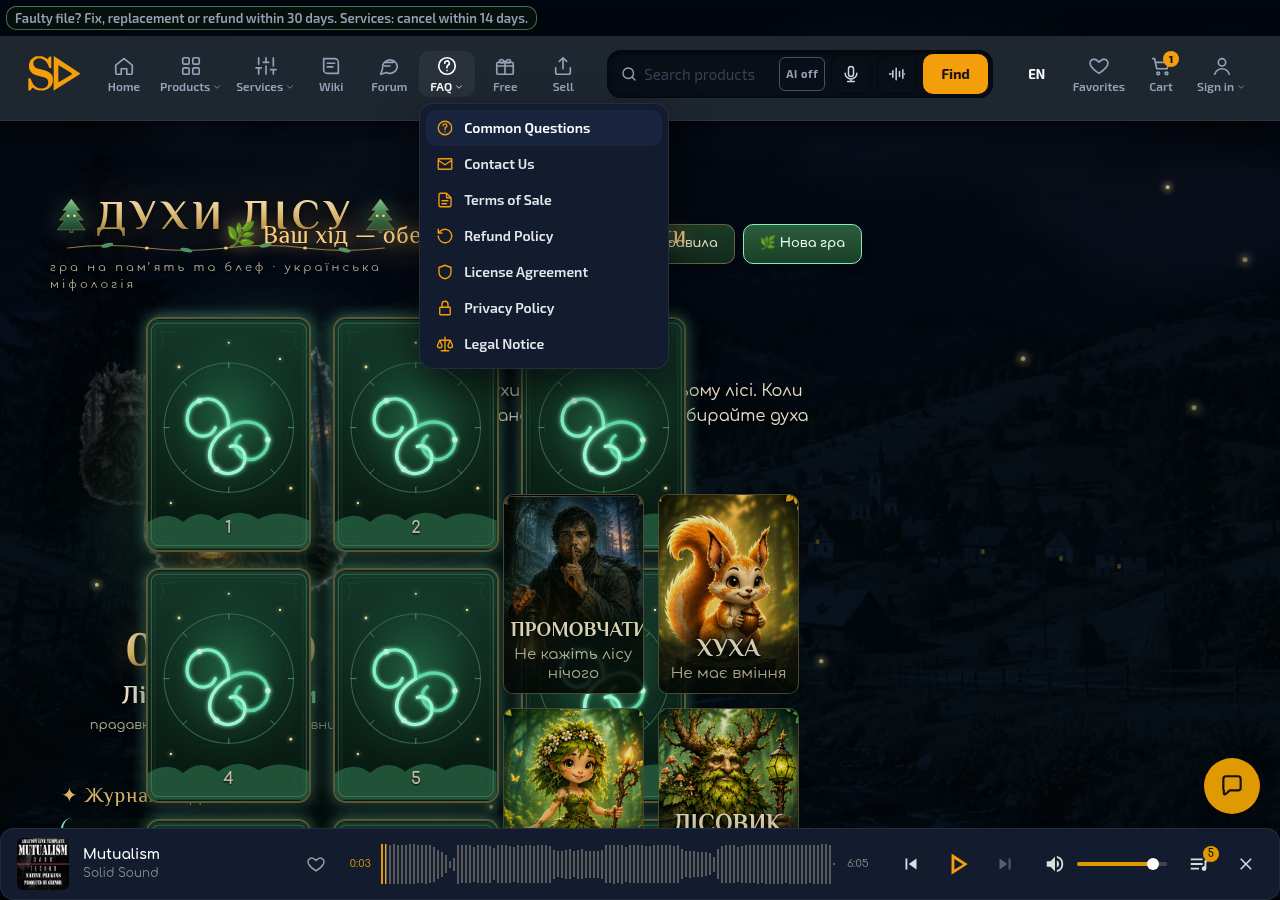 Faulty file? Fix, replacement or refund within 30 days. Services: cancel within 14 days.
Home
Products
Services
Wiki
Forum
FAQ
Free
Sell
Search products
AI off
Find
EN
Favorites
1
Cart
Sign in
Common Questions
Contact Us
Terms of Sale
Refund Policy
License Agreement
Privacy Policy
Legal Notice
ДУХИ ЛІСУ
Ваш хід —
гра на пам'ять та блеф · українська
міфологія
Нова гра
лісі. Коли
духа
1
2
4
5
ПРОМОВЧАТИ
Не кажіть лісу
нічого
ХУХА
Не має вміння
ЛІСОВИК
MUTUALISM
Mutualism
Solid Sound
0:03
6:05
5